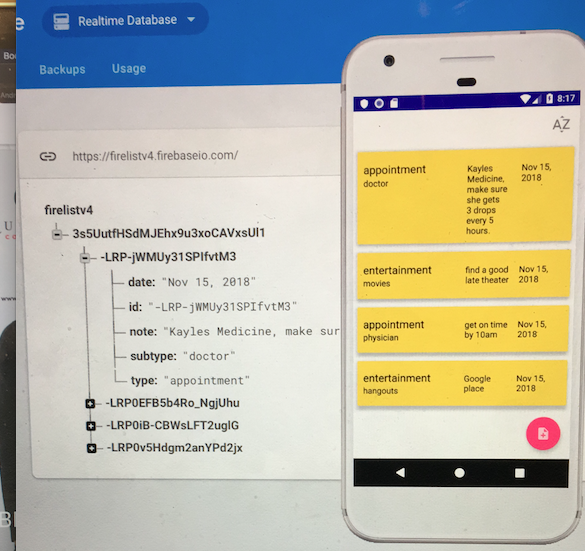 Realtime Database
Backups
Usage
https://firelistv4.firebaseio.com/
firelistv4
3s5UutfHSdMJEhx9u3xoCAVxsUl1
-LRP-jWMUy31SPIfvtM3
date: "Nov 15, 2018"
id: "-LRP-jWMUy31SPIfvtM3"
note: "Kayles Medicine, make sur
subtype: "doctor"
type: "appointment"
-LRP0EFB5b4Ro_NgjUhu
-LRP0iB-CBWsLFT2uglG
-LRP0v5Hdgm2anYPd2jx
8:17
AZ
appointment
doctor
Kayles
Medicine,
make sure
she gets
3 drops
every 5
hours.
Nov 15,
2018
entertainment
movies
find a good
late theater
Nov 15,
2018
appointment
physician
get on time
by 10am
Nov 15,
2018
entertainment
hangouts
Google
place
Nov 15,
2018